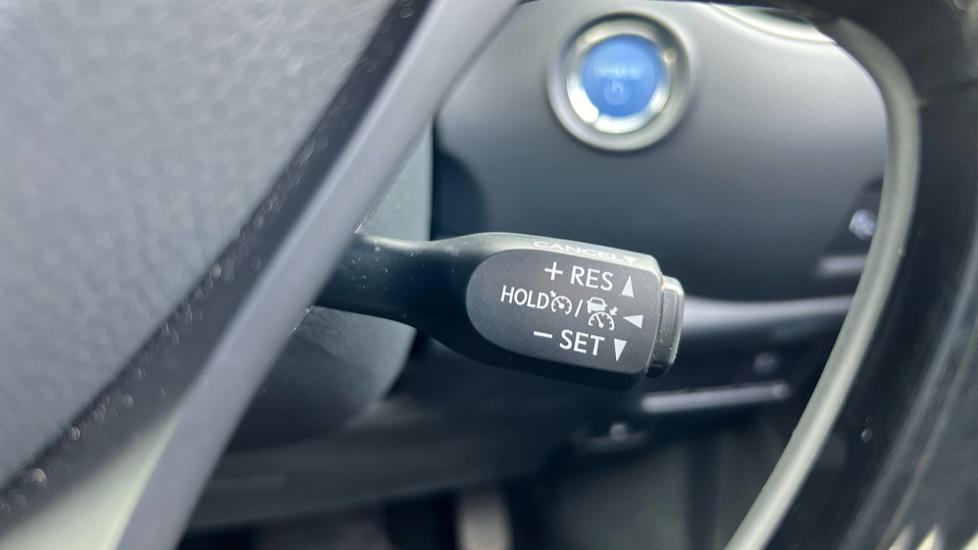 CANCEL
+ RES
HOLD /
− SET